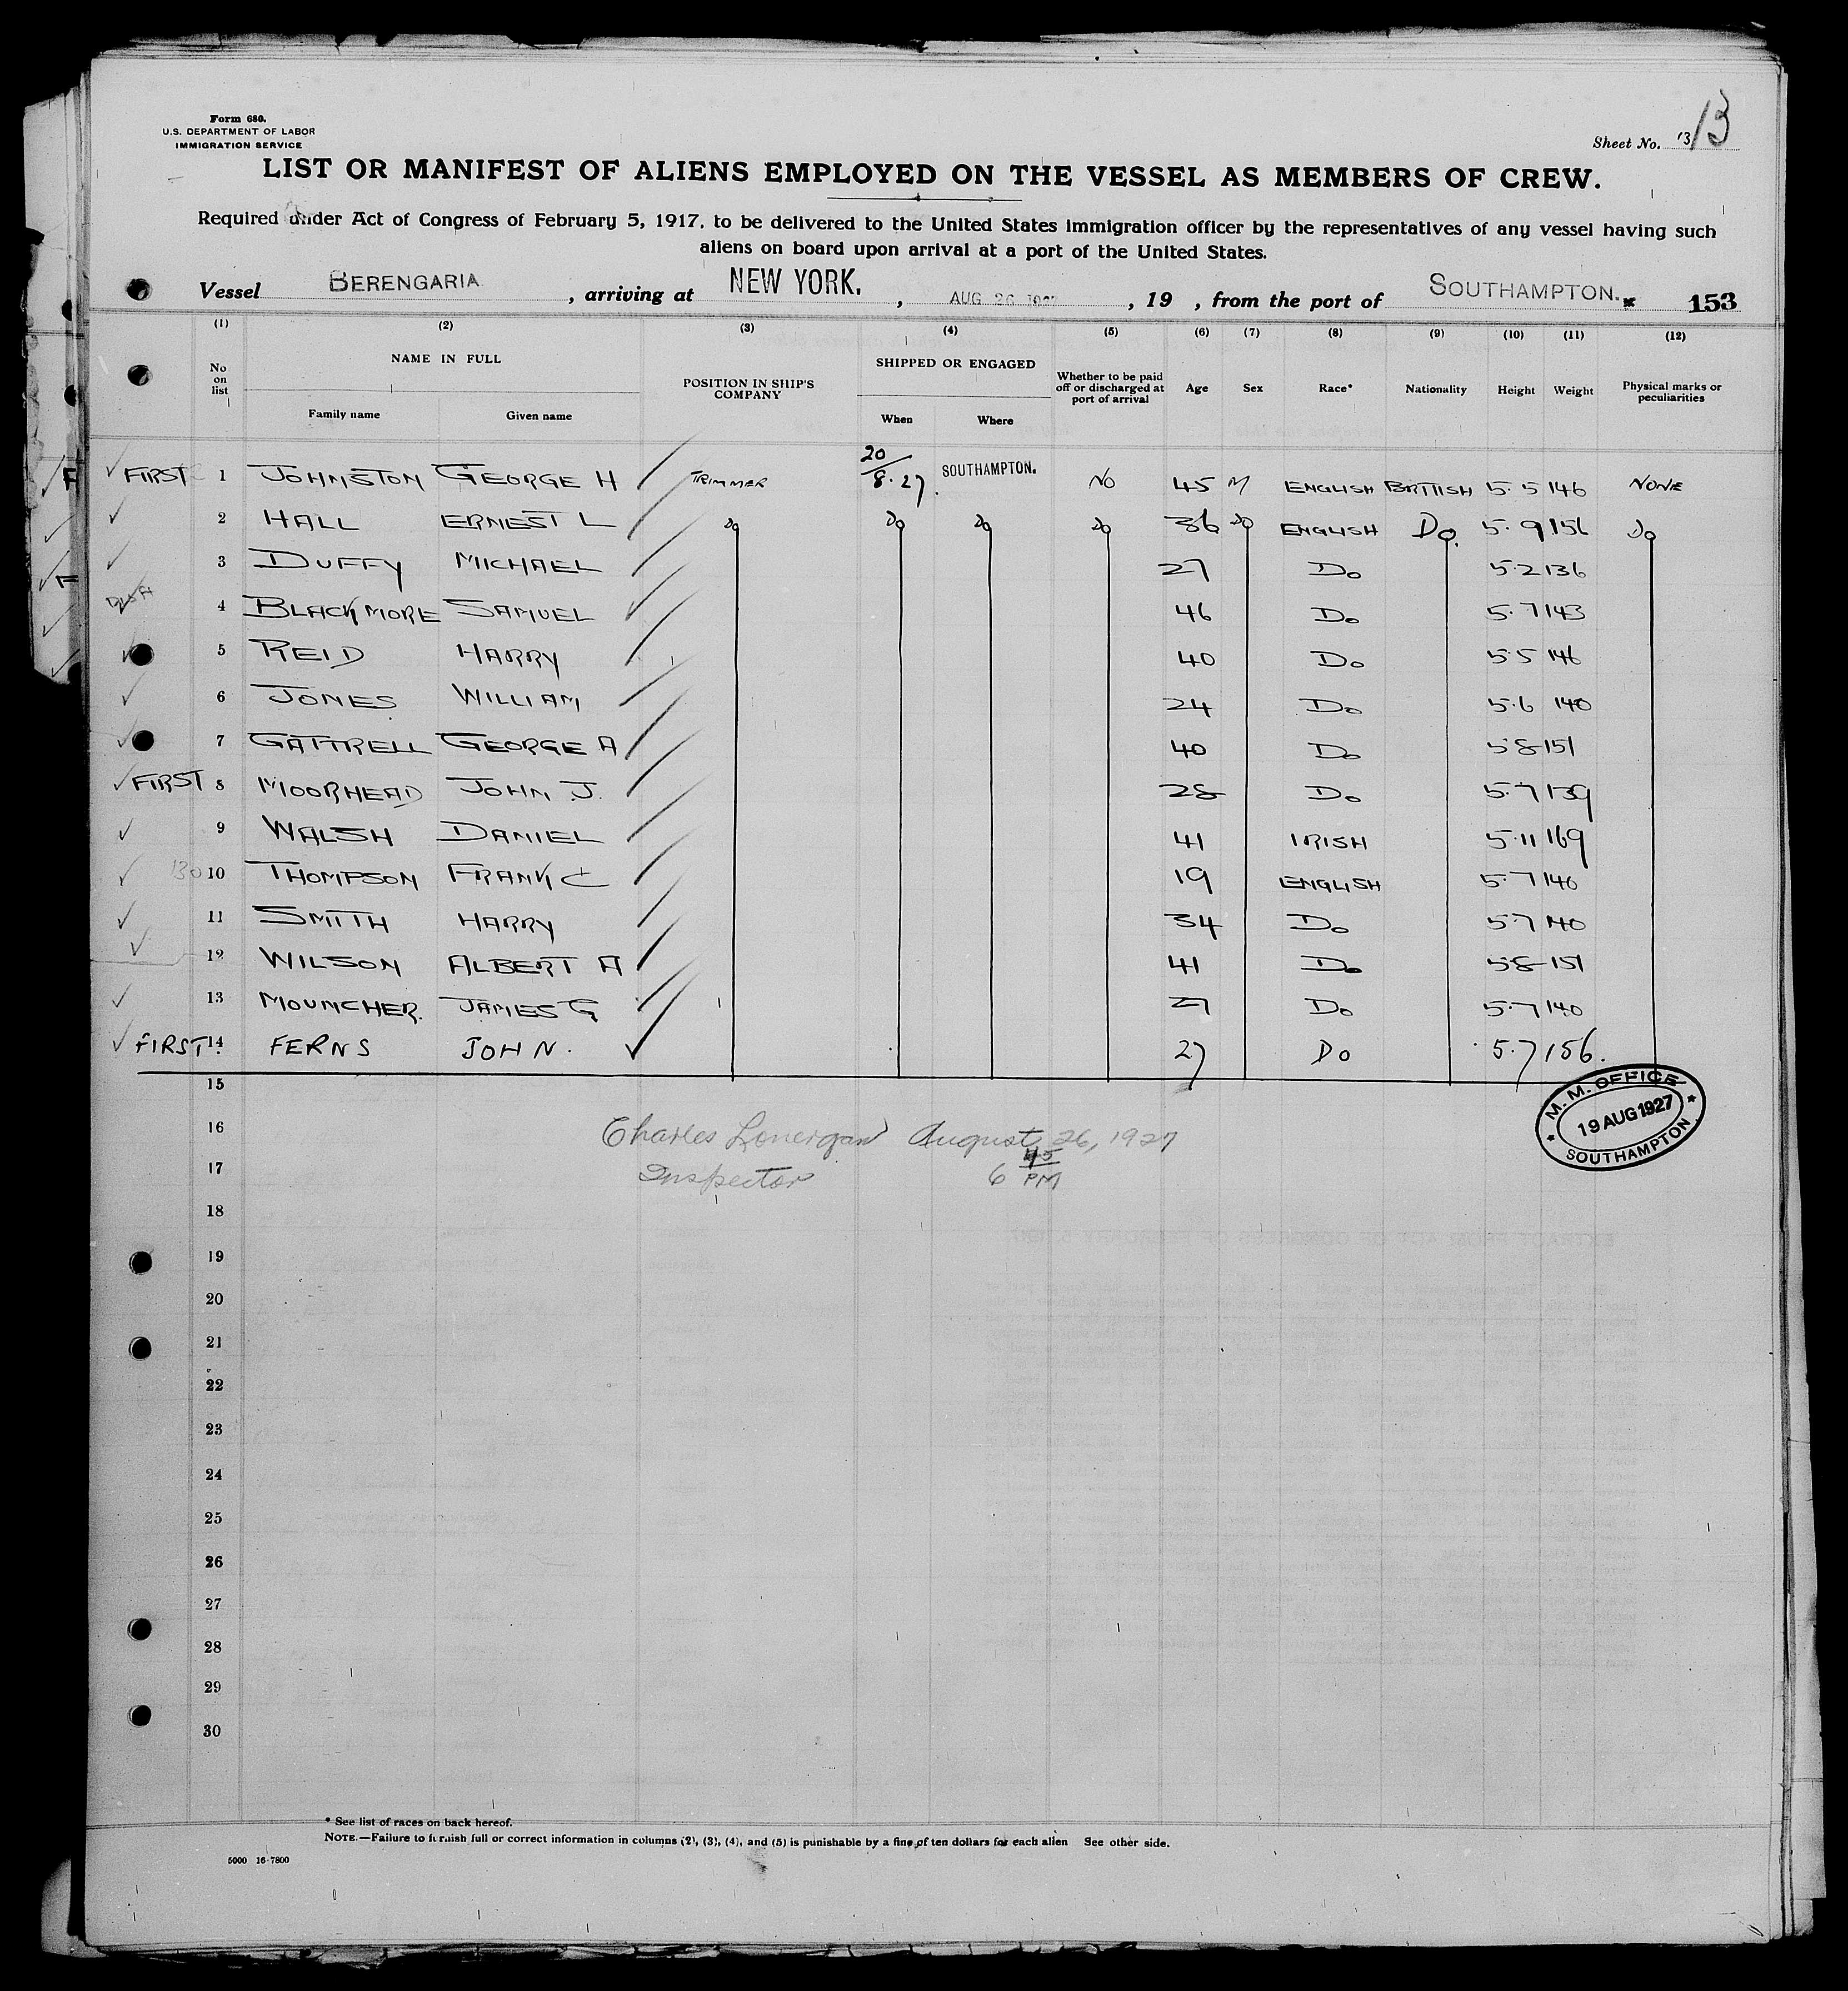 Form 680.
U.S. DEPARTMENT OF LABOR
IMMIGRATION SERVICE
Sheet No. 13 13
LIST OR MANIFEST OF ALIENS EMPLOYED ON THE VESSEL AS MEMBERS OF CREW.
Required under Act of Congress of February 5, 1917, to be delivered to the United States immigration officer by the representatives of any vessel having such
aliens on board upon arrival at a port of the United States.
Vessel BERENGARIA, arriving at NEW YORK., AUG 26 1927, 19 , from the port of SOUTHAMPTON. 153
(1) (2) (3) (4) (5) (6) (7) (8) (9) (10) (11) (12)
No on list NAME IN FULL Family name Given name POSITION IN SHIP'S COMPANY SHIPPED OR ENGAGED When Where Whether to be paid off or discharged at port of arrival Age Sex Race* Nationality Height Weight Physical marks or peculiarities
✓ FIRST 1 JOHNSTON GEORGE H TRIMMER 20/8.27. SOUTHAMPTON. NO 45 M ENGLISH BRITISH 5.5 146 NONE
✓ 2 HALL ERNEST L Do Do Do Do 36 Do ENGLISH Do. 5.9 156 Do
✓ 3 DUFFY MICHAEL 27 Do 5.2 136
4 BLACKMORE SAMUEL 46 Do 5.7 143
✓ 5 REID HARRY 40 Do 5.5 146
✓ 6 JONES WILLIAM 24 Do 5.6 140
✓ 7 GATTRELL GEORGE A 40 Do 5.8 151
✓ FIRST 8 MOORHEAD JOHN J. 28 Do 5.7 139
✓ 9 WALSH DANIEL 41 IRISH 5.11 169
✓ 130 10 THOMPSON FRANK C 19 ENGLISH 5.7 146
✓ 11 SMITH HARRY 34 Do 5.7 140
✓ 12 WILSON ALBERT A 41 Do 5.8 151
✓ 13 MOUNCHER. JAMES G 27 Do 5.7 140
✓ FIRST. 14 FERNS JOHN. ✓ 27 DO 5.7 156.
15
M. M. OFFICE
19 AUG 1927
SOUTHAMPTON
16 Charles Lonergan August 26, 1927
17 Inspector 6 45 PM
18
19
20
21
22
23
24
25
26
27
28
29
30
* See list of races on back hereof.
NOTE.—Failure to furnish full or correct information in columns (2), (3), (4), and (5) is punishable by a fine of ten dollars for each alien See other side.
5000 16-7800